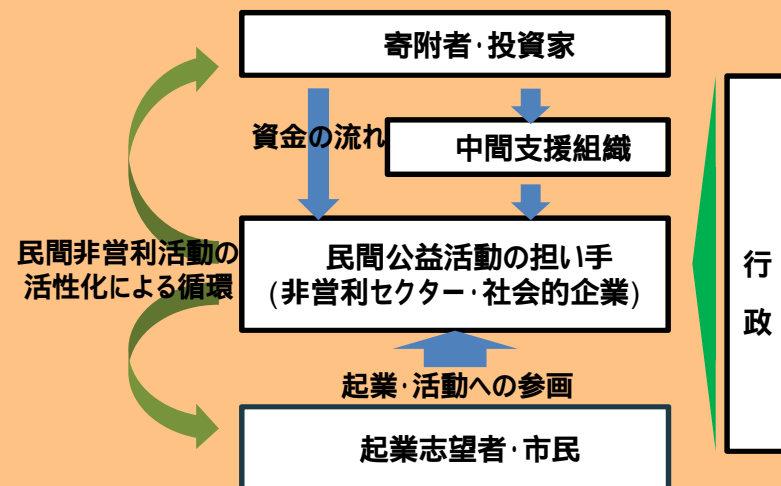 寄附者・投資家
資金の流れ
中間支援組織
民間非営利活動の
活性化による循環
民間公益活動の担い手
(非営利セクター・社会的企業)
行
政
起業・活動への参画
起業志望者・市民